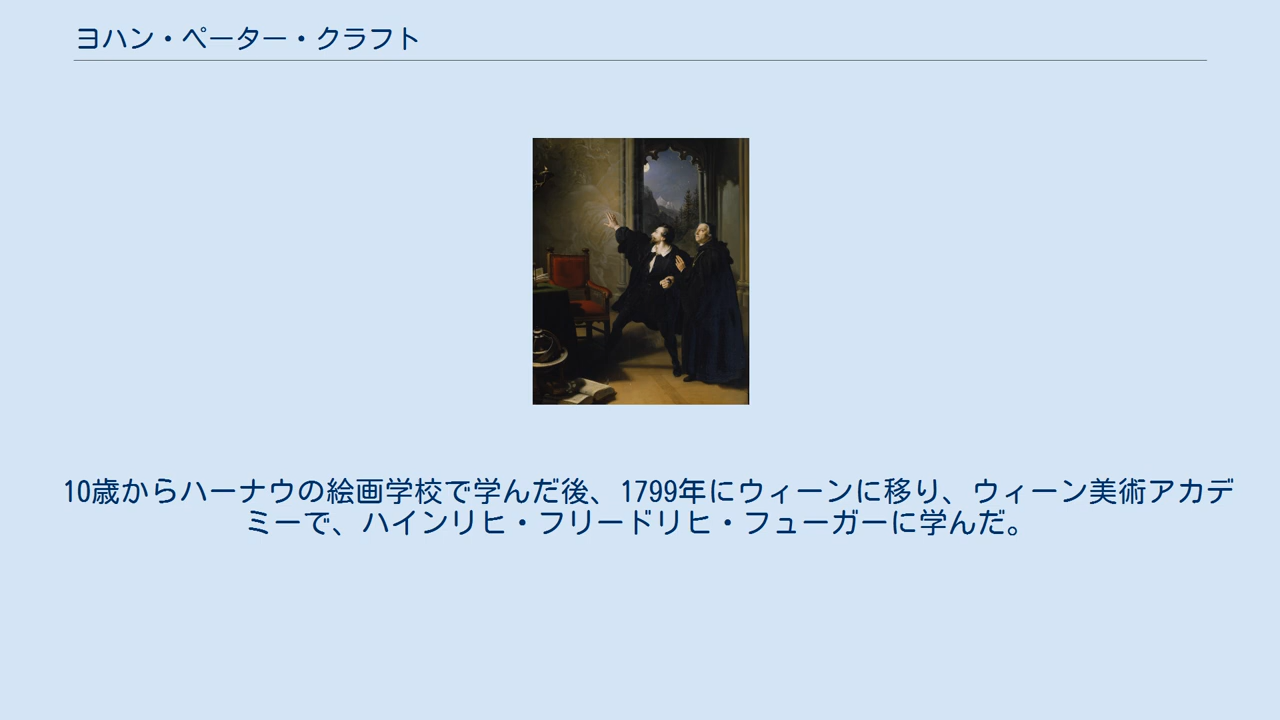 ヨハン・ペーター・クラフト
10歳からハーナウの絵画学校で学んだ後、1799年にウィーンに移り、ウィーン美術アカデ
ミーで、ハインリヒ・フリードリヒ・フューガーに学んだ。